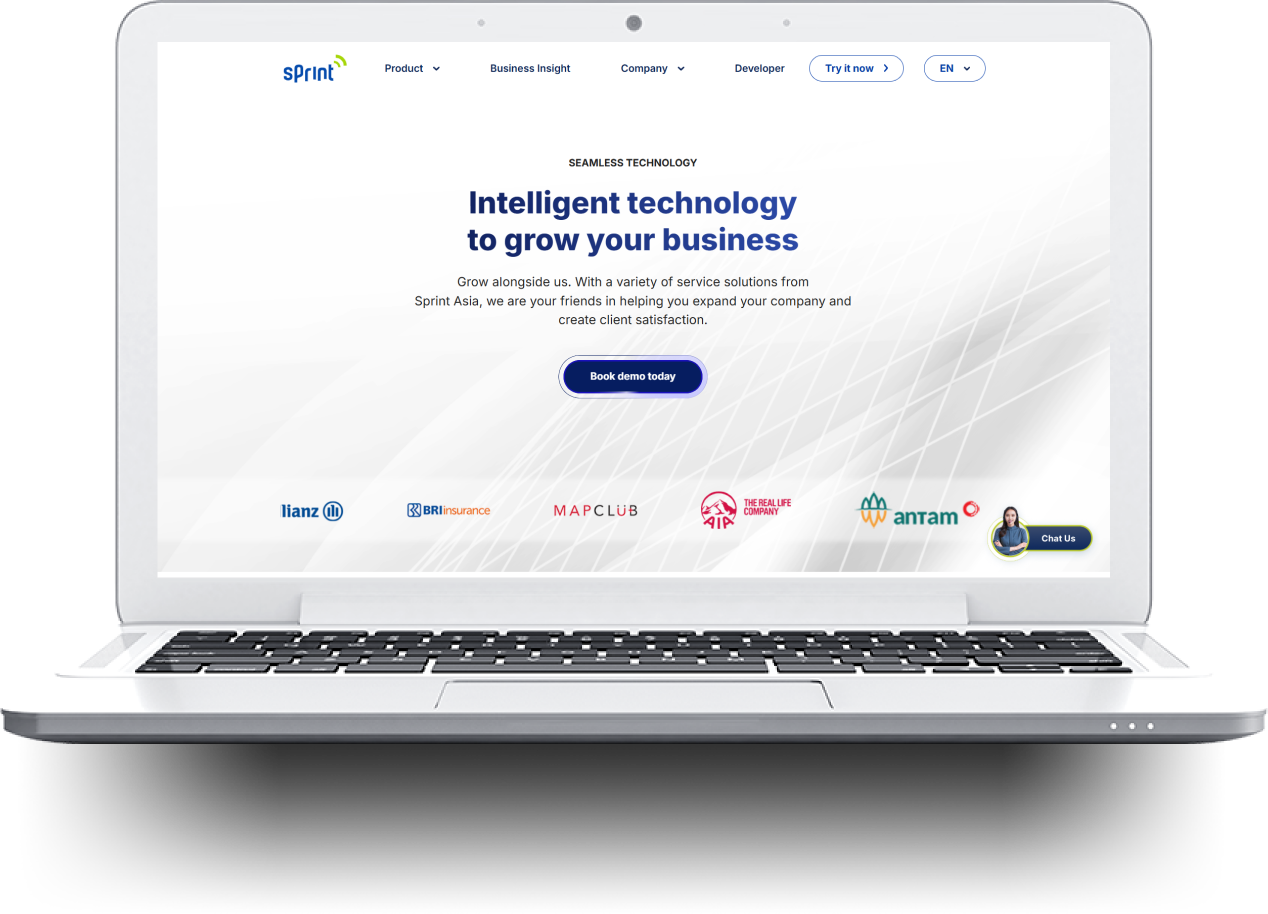 sprint
Product
Business Insight
Company
Developer
Try it now
EN
SEAMLESS TECHNOLOGY
Intelligent technology
to grow your business
Grow alongside us. With a variety of service solutions from
Sprint Asia, we are your friends in helping you expand your company and
create client satisfaction.
Book demo today
lianz
BRI insurance
MAPCLUB
AIA
THE REAL LIFE
COMPANY
antam
Chat Us